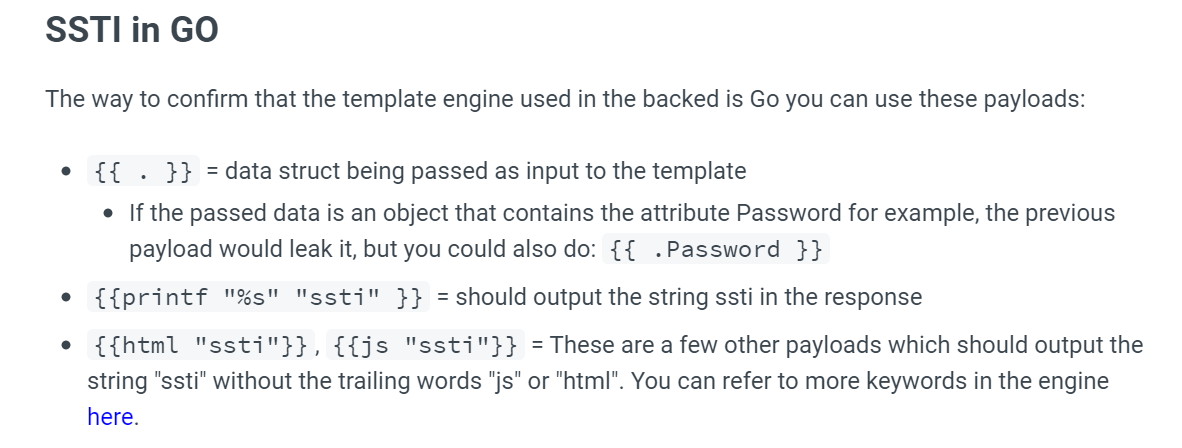 SSTI in GO
The way to confirm that the template engine used in the backed is Go you can use these payloads:
• {{ . }} = data struct being passed as input to the template
• If the passed data is an object that contains the attribute Password for example, the previous
payload would leak it, but you could also do: {{ .Password }}
• {{printf "%s" "ssti" }} = should output the string ssti in the response
• {{html "ssti"}}, {{js "ssti"}} = These are a few other payloads which should output the
string "ssti" without the trailing words "js" or "html". You can refer to more keywords in the engine
here.